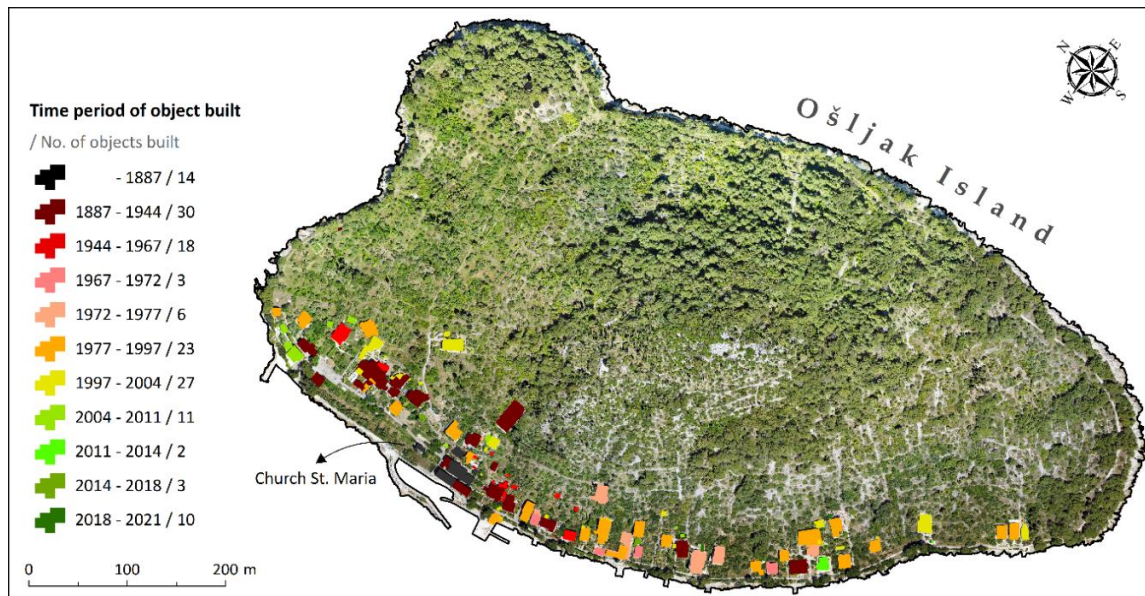 Time period of object built
/ No. of objects built
- 1887 / 14
1887 - 1944 / 30
1944 - 1967 / 18
1967 - 1972 / 3
1972 - 1977 / 6
1977 - 1997 / 23
1997 - 2004 / 27
2004 - 2011 / 11
2011 - 2014 / 2
2014 - 2018 / 3
2018 - 2021 / 10
0 100 200 m
Church St. Maria
Ošljak Island
N
E
W
S